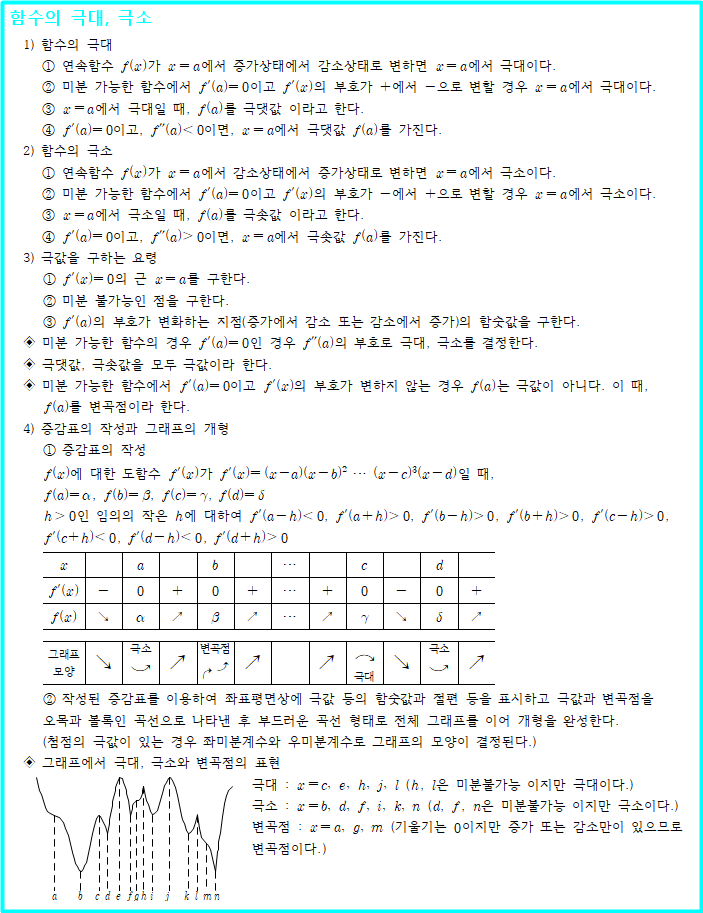 함수의 극대, 극소
1) 함수의 극대
① 연속함수 f(x)가 x=a에서 증가상태에서 감소상태로 변하면 x=a에서 극대이다.
② 미분 가능한 함수에서 f′(a)=0이고 f′(x)의 부호가 +에서 −으로 변할 경우 x=a에서 극대이다.
③ x=a에서 극대일 때, f(a)를 극댓값 이라고 한다.
④ f′(a)=0이고, f″(a)<0이면, x=a에서 극댓값 f(a)를 가진다.
2) 함수의 극소
① 연속함수 f(x)가 x=a에서 감소상태에서 증가상태로 변하면 x=a에서 극소이다.
② 미분 가능한 함수에서 f′(a)=0이고 f′(x)의 부호가 −에서 +으로 변할 경우 x=a에서 극소이다.
③ x=a에서 극소일 때, f(a)를 극솟값 이라고 한다.
④ f′(a)=0이고, f″(a)>0이면, x=a에서 극솟값 f(a)를 가진다.
3) 극값을 구하는 요령
① f′(x)=0의 근 x=a를 구한다.
② 미분 불가능인 점을 구한다.
③ f′(a)의 부호가 변화하는 지점(증가에서 감소 또는 감소에서 증가)의 함숫값을 구한다.
◈ 미분 가능한 함수의 경우 f′(a)=0인 경우 f″(a)의 부호로 극대, 극소를 결정한다.
◈ 극댓값, 극솟값을 모두 극값이라 한다.
◈ 미분 가능한 함수에서 f′(a)=0이고 f′(x)의 부호가 변하지 않는 경우 f(a)는 극값이 아니다. 이 때,
f(a)를 변곡점이라 한다.
4) 증감표의 작성과 그래프의 개형
① 증감표의 작성
f(x)에 대한 도함수 f′(x)가 f′(x)=(x−a)(x−b)² ⋯ (x−c)³(x−d)일 때,
f(a)=α, f(b)=β, f(c)=γ, f(d)=δ
h>0인 임의의 작은 h에 대하여 f′(a−h)<0, f′(a+h)>0, f′(b−h)>0, f′(b+h)>0, f′(c−h)>0,
f′(c+h)<0, f′(d−h)<0, f′(d+h)>0
x a b ⋯ c d
f′(x) − 0 + 0 + ⋯ + 0 − 0 +
f(x) ↘ α ↗ β ↗ ⋯ ↗ γ ↘ δ ↗
그래프 모양 ↘ 극소 ↗ 변곡점 ↗ ↗ 극대 ↘ 극소 ↗
② 작성된 증감표를 이용하여 좌표평면상에 극값 등의 함숫값과 절편 등을 표시하고 극값과 변곡점을
오목과 볼록인 곡선으로 나타낸 후 부드러운 곡선 형태로 전체 그래프를 이어 개형을 완성한다.
(첨점의 극값이 있는 경우 좌미분계수와 우미분계수로 그래프의 모양이 결정된다.)
◈ 그래프에서 극대, 극소와 변곡점의 표현
극대 : x=c, e, h, j, l (h, l은 미분불가능 이지만 극대이다.)
극소 : x=b, d, f, i, k, n (d, f, n은 미분불가능 이지만 극소이다.)
변곡점 : x=a, g, m (기울기는 0이지만 증가 또는 감소만이 있으므로
변곡점이다.)
a b c d e f g h i j k l m n